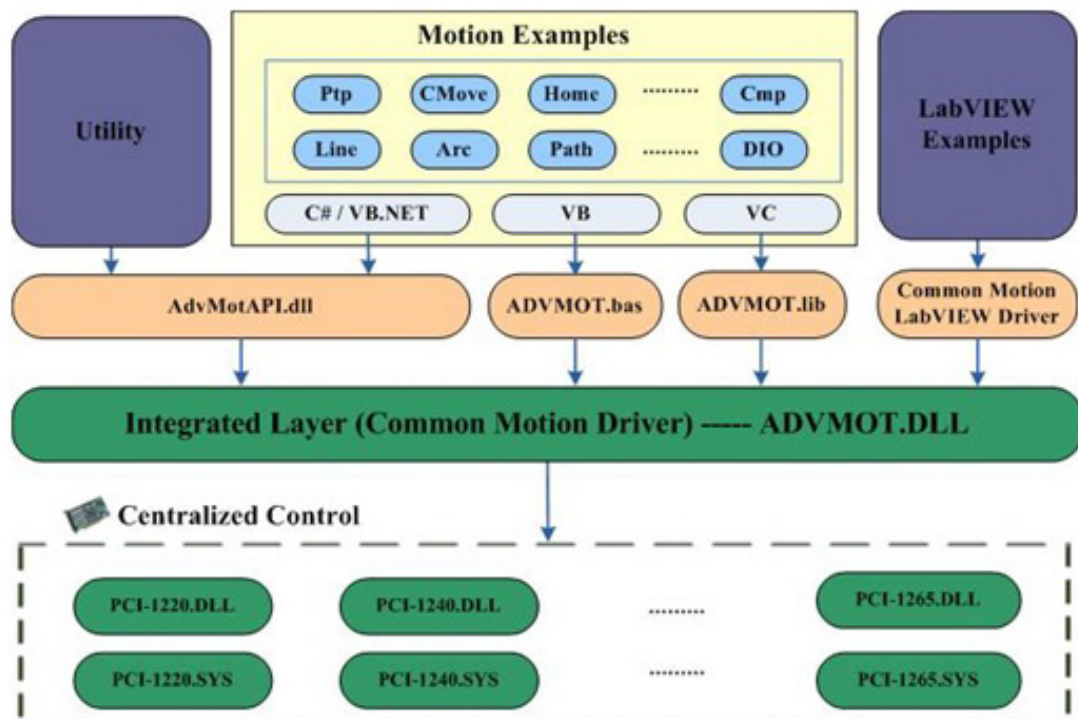 Motion Examples
Utility
Ptp
CMove
Home
.........
Cmp
Line
Arc
Path
.........
DIO
C# / VB.NET
VB
VC
LabVIEW
Examples
AdvMotAPI.dll
ADVMOT.bas
ADVMOT.lib
Common Motion
LabVIEW Driver
Integrated Layer (Common Motion Driver) ----- ADVMOT.DLL
Centralized Control
PCI-1220.DLL
PCI-1240.DLL
.........
PCI-1265.DLL
PCI-1220.SYS
PCI-1240.SYS
.........
PCI-1265.SYS